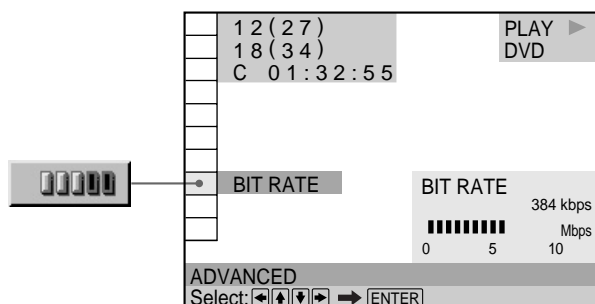 12(27)
18(34)
C 01:32:55
PLAY ▶
DVD
BIT RATE
BIT RATE
384 kbps
Mbps
0 5 10
ADVANCED
Select: ← ↑ ↓ → ➡ ENTER